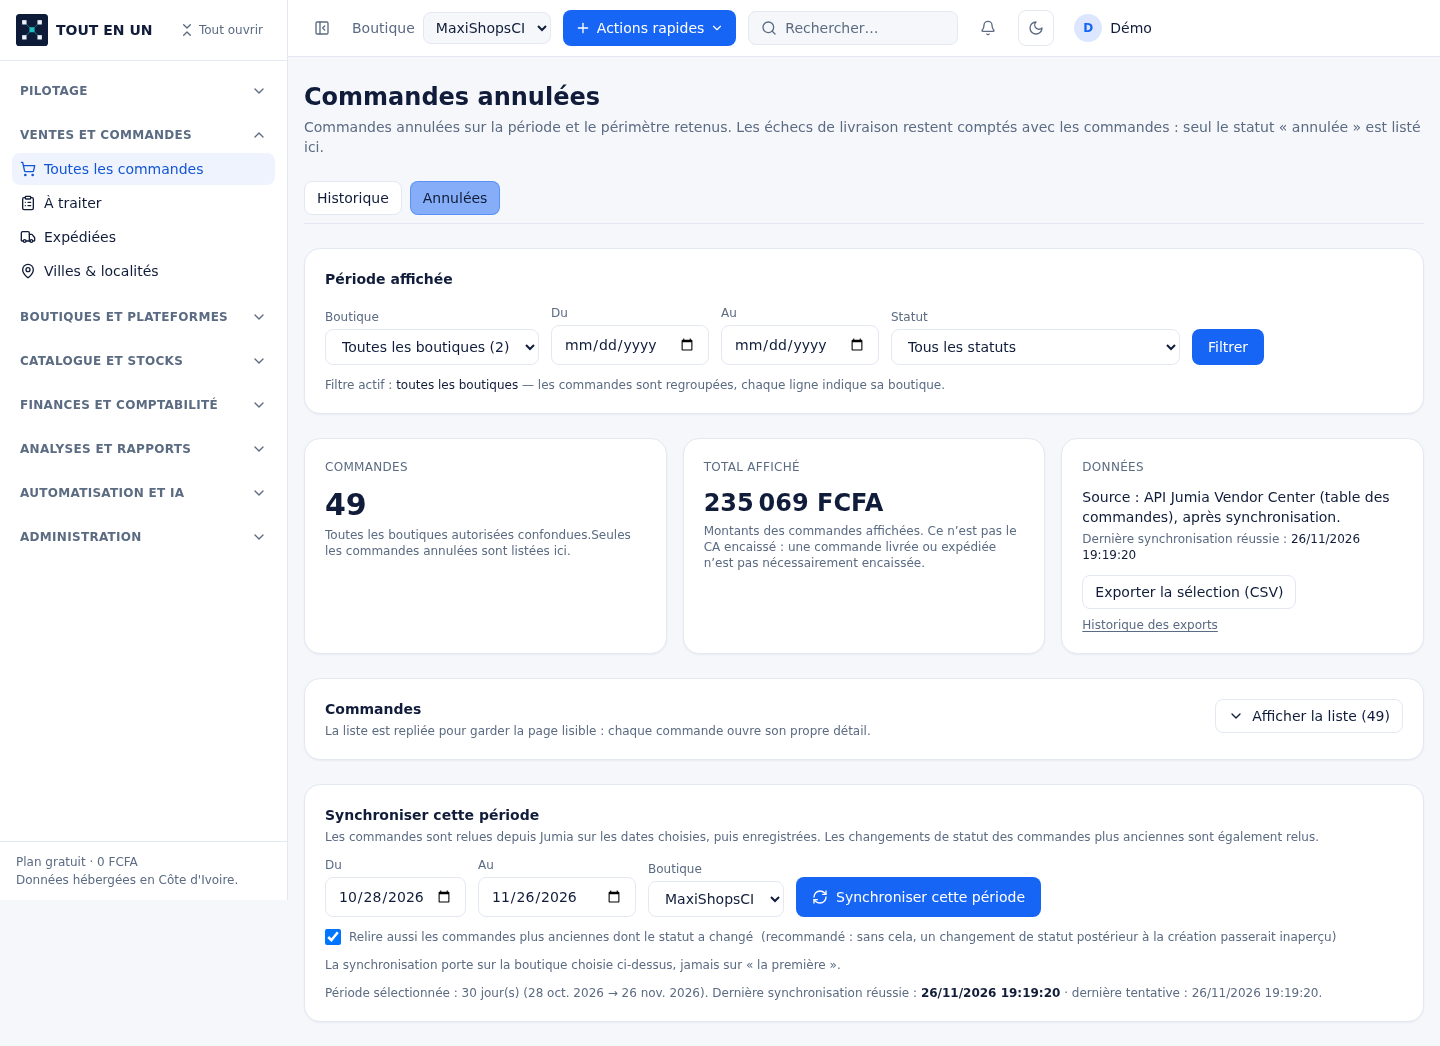 TOUT EN UN
Tout ouvrir
PILOTAGE
VENTES ET COMMANDES
Toutes les commandes
À traiter
Expédiées
Villes & localités
BOUTIQUES ET PLATEFORMES
CATALOGUE ET STOCKS
FINANCES ET COMPTABILITÉ
ANALYSES ET RAPPORTS
AUTOMATISATION ET IA
ADMINISTRATION
Plan gratuit · 0 FCFA
Données hébergées en Côte d'Ivoire.
Boutique
MaxiShopsCI
Actions rapides
Rechercher…
D
Démo
Commandes annulées
Commandes annulées sur la période et le périmètre retenus. Les échecs de livraison restent comptés avec les commandes : seul le statut « annulée » est listé
ici.
Historique
Annulées
Période affichée
Boutique
Toutes les boutiques (2)
Du
mm/dd/yyyy
Au
mm/dd/yyyy
Statut
Tous les statuts
Filtrer
Filtre actif : toutes les boutiques — les commandes sont regroupées, chaque ligne indique sa boutique.
COMMANDES
49
Toutes les boutiques autorisées confondues.Seules
les commandes annulées sont listées ici.
TOTAL AFFICHÉ
235 069 FCFA
Montants des commandes affichées. Ce n’est pas le
CA encaissé : une commande livrée ou expédiée
n’est pas nécessairement encaissée.
DONNÉES
Source : API Jumia Vendor Center (table des
commandes), après synchronisation.
Dernière synchronisation réussie : 26/11/2026
19:19:20
Exporter la sélection (CSV)
Historique des exports
Commandes
La liste est repliée pour garder la page lisible : chaque commande ouvre son propre détail.
Afficher la liste (49)
Synchroniser cette période
Les commandes sont relues depuis Jumia sur les dates choisies, puis enregistrées. Les changements de statut des commandes plus anciennes sont également relus.
Du
10/28/2026
Au
11/26/2026
Boutique
MaxiShopsCI
Synchroniser cette période
Relire aussi les commandes plus anciennes dont le statut a changé (recommandé : sans cela, un changement de statut postérieur à la création passerait inaperçu)
La synchronisation porte sur la boutique choisie ci-dessus, jamais sur « la première ».
Période sélectionnée : 30 jour(s) (28 oct. 2026 → 26 nov. 2026). Dernière synchronisation réussie : 26/11/2026 19:19:20 · dernière tentative : 26/11/2026 19:19:20.